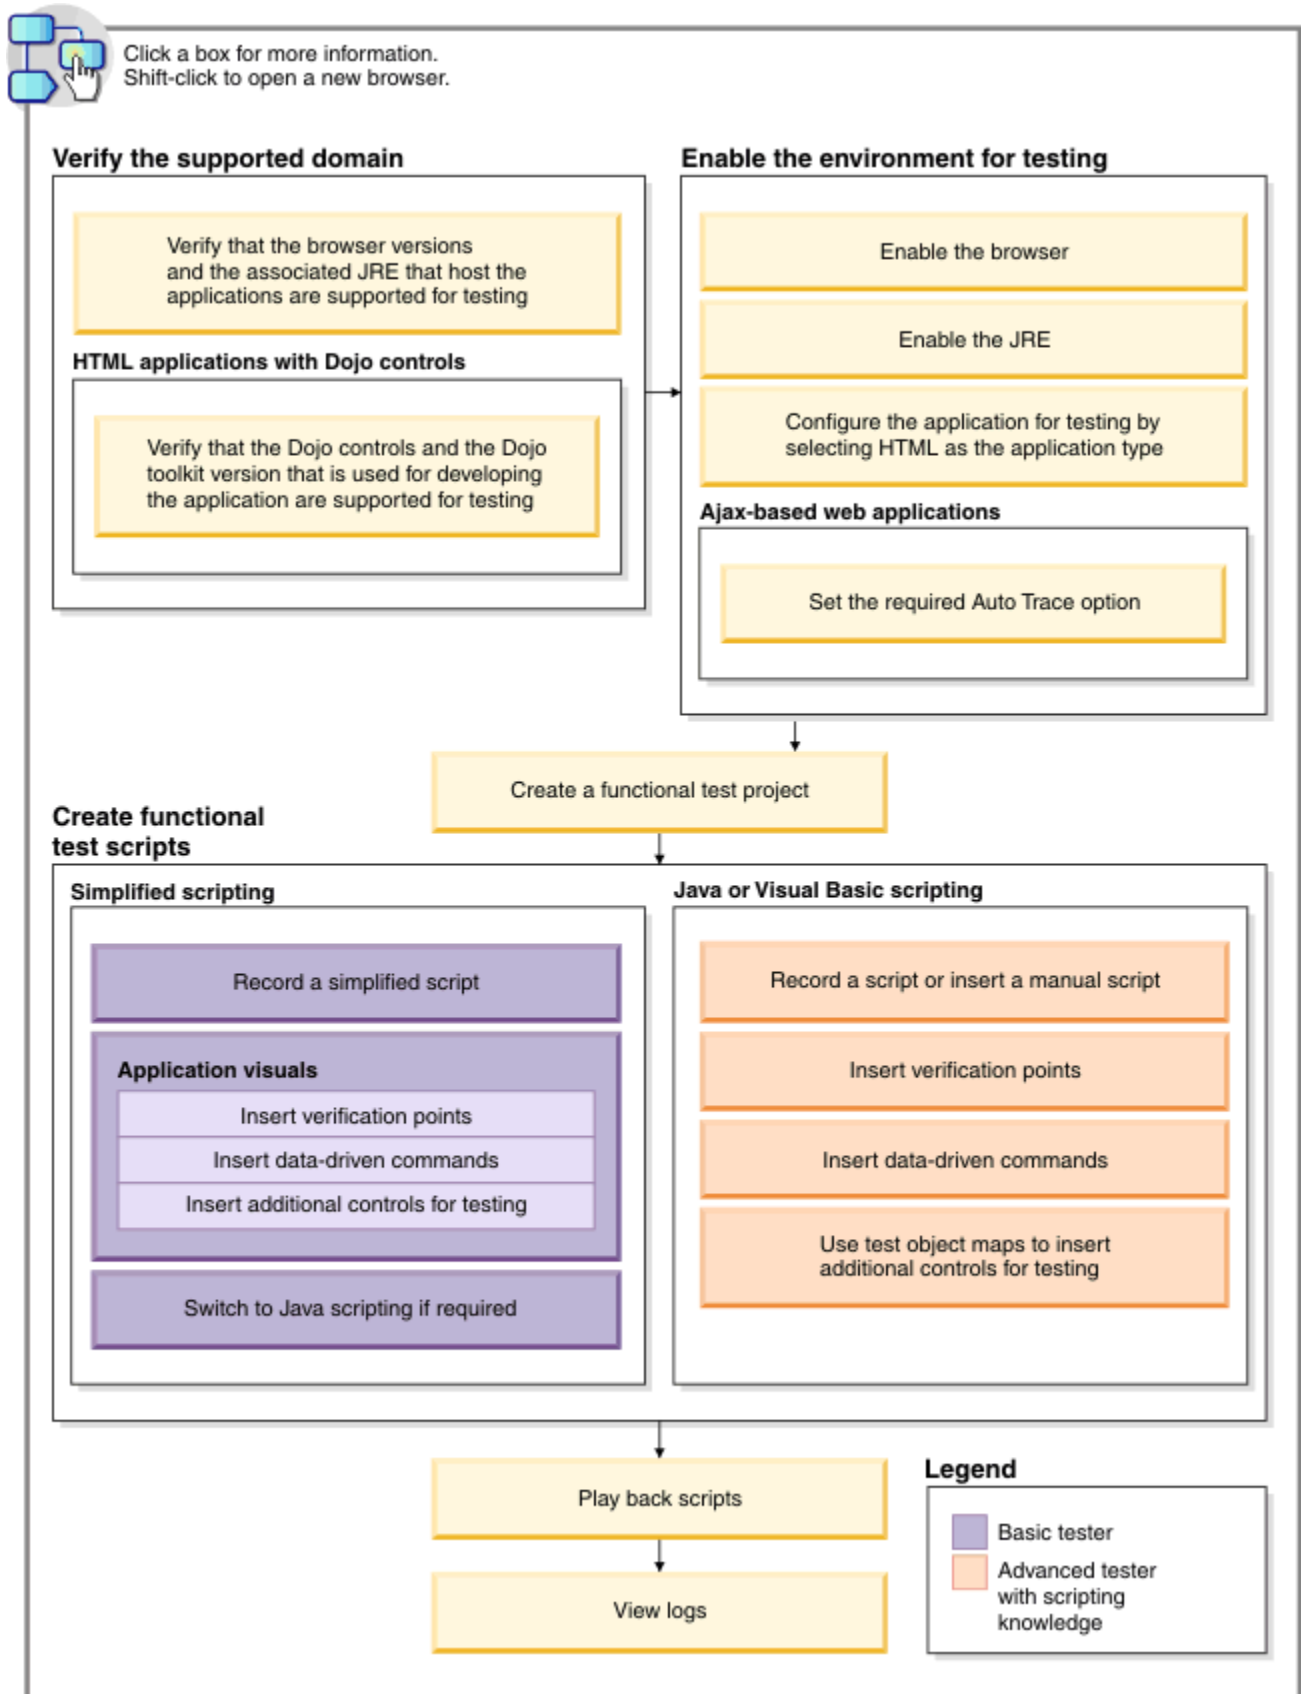 Click a box for more information.
Shift-click to open a new browser.
Verify the supported domain
Verify that the browser versions
and the associated JRE that host the
applications are supported for testing
HTML applications with Dojo controls
Verify that the Dojo controls and the Dojo
toolkit version that is used for developing
the application are supported for testing
Enable the environment for testing
Enable the browser
Enable the JRE
Configure the application for testing by
selecting HTML as the application type
Ajax-based web applications
Set the required Auto Trace option
Create a functional test project
Create functional
test scripts
Simplified scripting
Record a simplified script
Application visuals
Insert verification points
Insert data-driven commands
Insert additional controls for testing
Switch to Java scripting if required
Java or Visual Basic scripting
Record a script or insert a manual script
Insert verification points
Insert data-driven commands
Use test object maps to insert
additional controls for testing
Play back scripts
View logs
Legend
Basic tester
Advanced tester
with scripting
knowledge